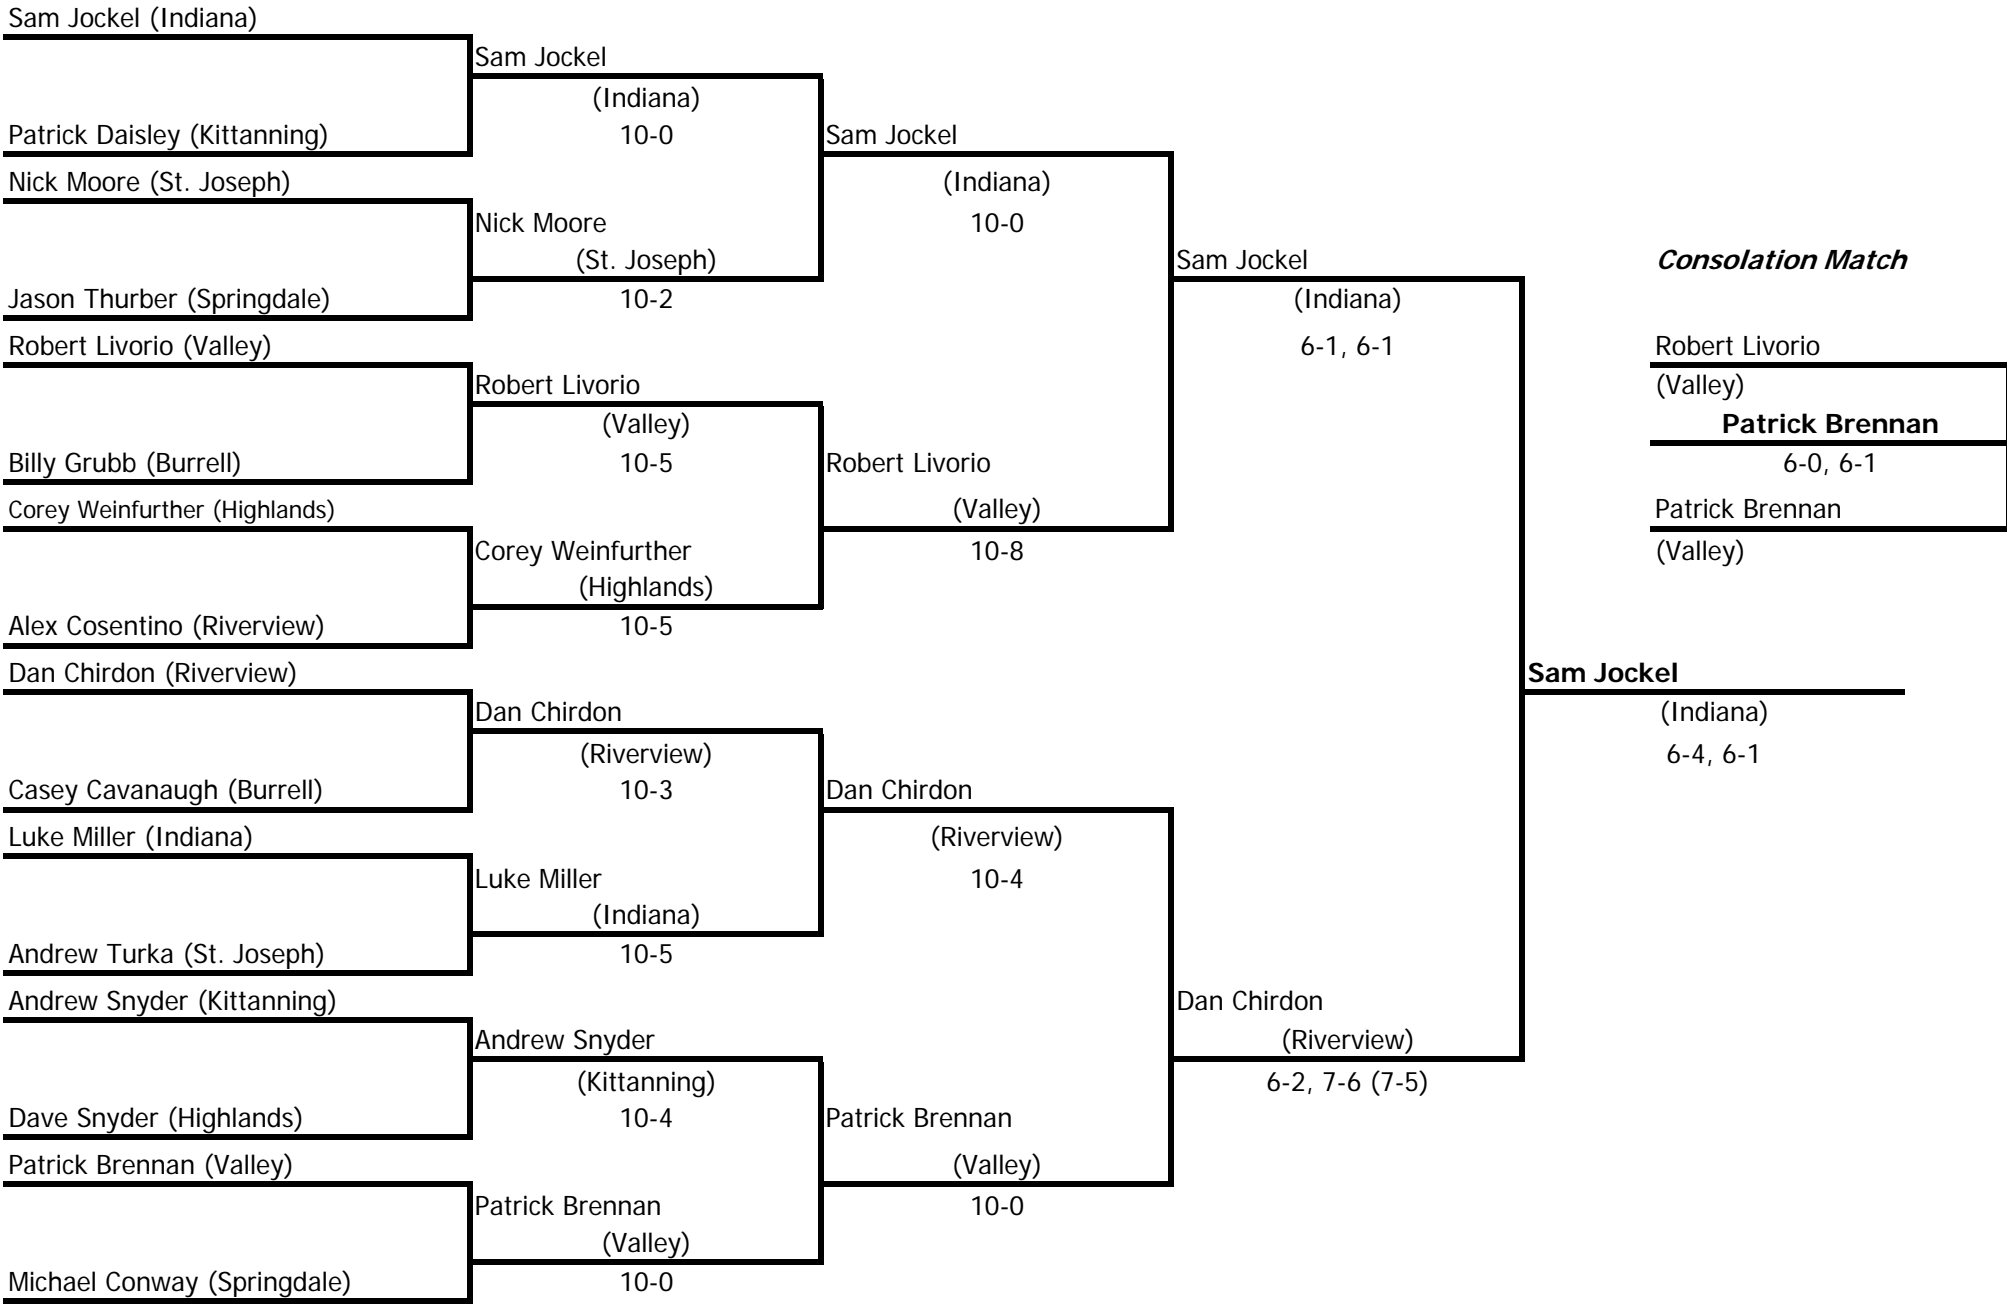 Sam Jockel (Indiana)
Patrick Daisley (Kittanning)
Nick Moore (St. Joseph)
Jason Thurber (Springdale)
Robert Livorio (Valley)
Billy Grubb (Burrell)
Corey Weinfurther (Highlands)
Alex Cosentino (Riverview)
Dan Chirdon (Riverview)
Casey Cavanaugh (Burrell)
Luke Miller (Indiana)
Andrew Turka (St. Joseph)
Andrew Snyder (Kittanning)
Dave Snyder (Highlands)
Patrick Brennan (Valley)
Michael Conway (Springdale)
Sam Jockel
(Indiana)
10-0
Nick Moore
(St. Joseph)
10-2
Robert Livorio
(Valley)
10-5
Corey Weinfurther
(Highlands)
10-5
Dan Chirdon
(Riverview)
10-3
Luke Miller
(Indiana)
10-5
Andrew Snyder
(Kittanning)
10-4
Patrick Brennan
(Valley)
10-0
Sam Jockel
(Indiana)
10-0
Robert Livorio
(Valley)
10-8
Dan Chirdon
(Riverview)
10-4
Patrick Brennan
(Valley)
10-0
Sam Jockel
(Indiana)
6-1, 6-1
Dan Chirdon
(Riverview)
6-2, 7-6 (7-5)
Sam Jockel
(Indiana)
6-4, 6-1
Consolation Match
Robert Livorio
(Valley)
Patrick Brennan
6-0, 6-1
Patrick Brennan
(Valley)